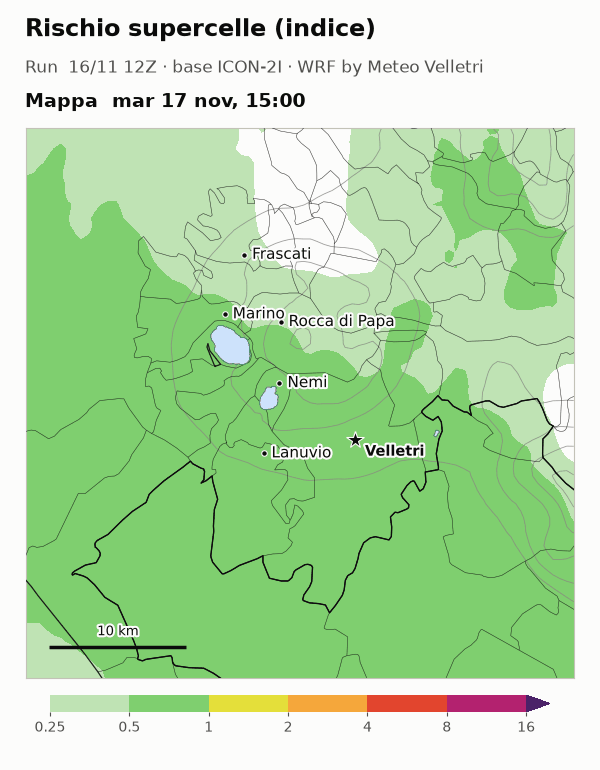 Rischio supercelle (indice)
Run  16/11 12Z · base ICON-2I · WRF by Meteo Velletri
Mappa  mar 17 nov, 15:00
Frascati
Marino
Rocca di Papa
Nemi
Velletri
Lanuvio
10 km
0.25 0.5 1 2 4 8 16